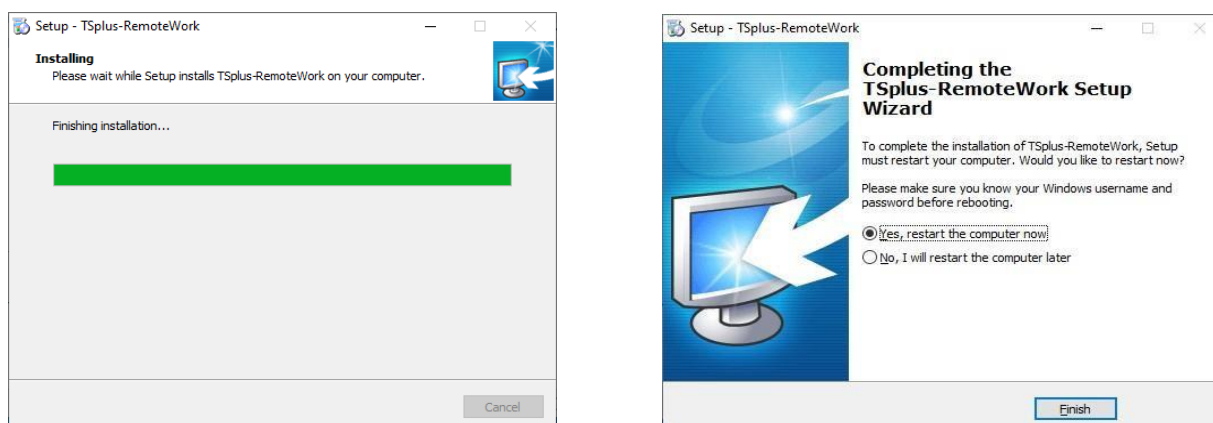 Setup - TSplus-RemoteWork
Installing
Please wait while Setup installs TSplus-RemoteWork on your computer.
Finishing installation...
Cancel
Setup - TSplus-RemoteWork
Completing the
TSplus-RemoteWork Setup
Wizard
To complete the installation of TSplus-RemoteWork, Setup
must restart your computer. Would you like to restart now?
Please make sure you know your Windows username and
password before rebooting.
Yes, restart the computer now
No, I will restart the computer later
Finish